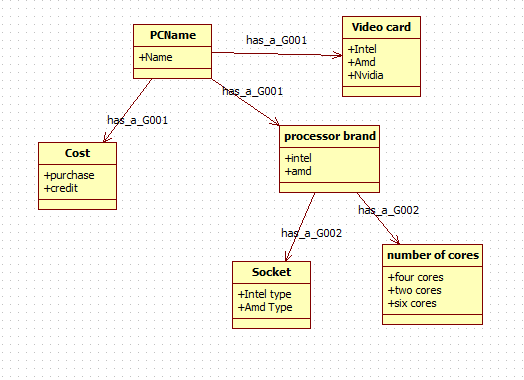 PCName
+Name
has_a_G001
Video card
+Intel
+Amd
+Nvidia
has_a_G001
has_a_G001
Cost
+purchase
+credit
processor brand
+intel
+amd
has_a_G002
has_a_G002
Socket
+Intel type
+Amd Type
number of cores
+four cores
+two cores
+six cores